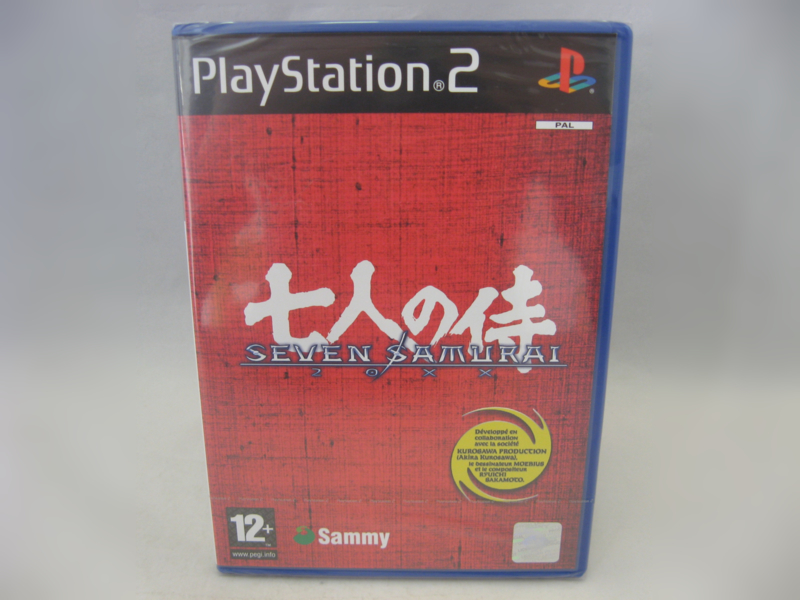 PlayStation®2
PAL
七人の侍
SEVEN SAMURAI
20XX
Développé en
collaboration
avec la société
KUROSAWA PRODUCTION
(Akira Kurosawa),
le dessinateur MOEBIUS
et le compositeur
RYUICHI
SAKAMOTO.
12+
www.pegi.info
Sammy